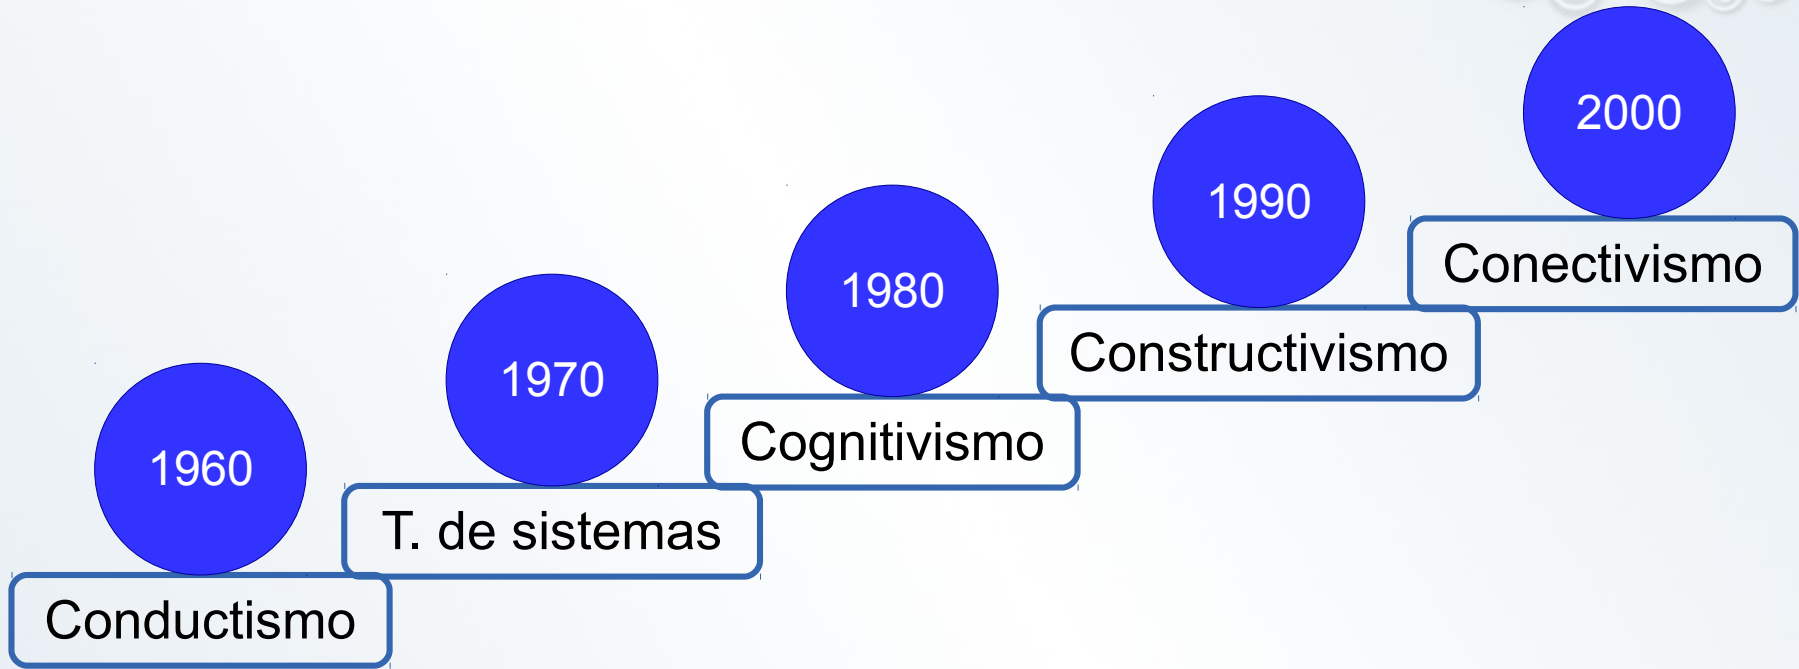 1960
Conductismo
1970
T. de sistemas
1980
Cognitivismo
1990
Constructivismo
2000
Conectivismo